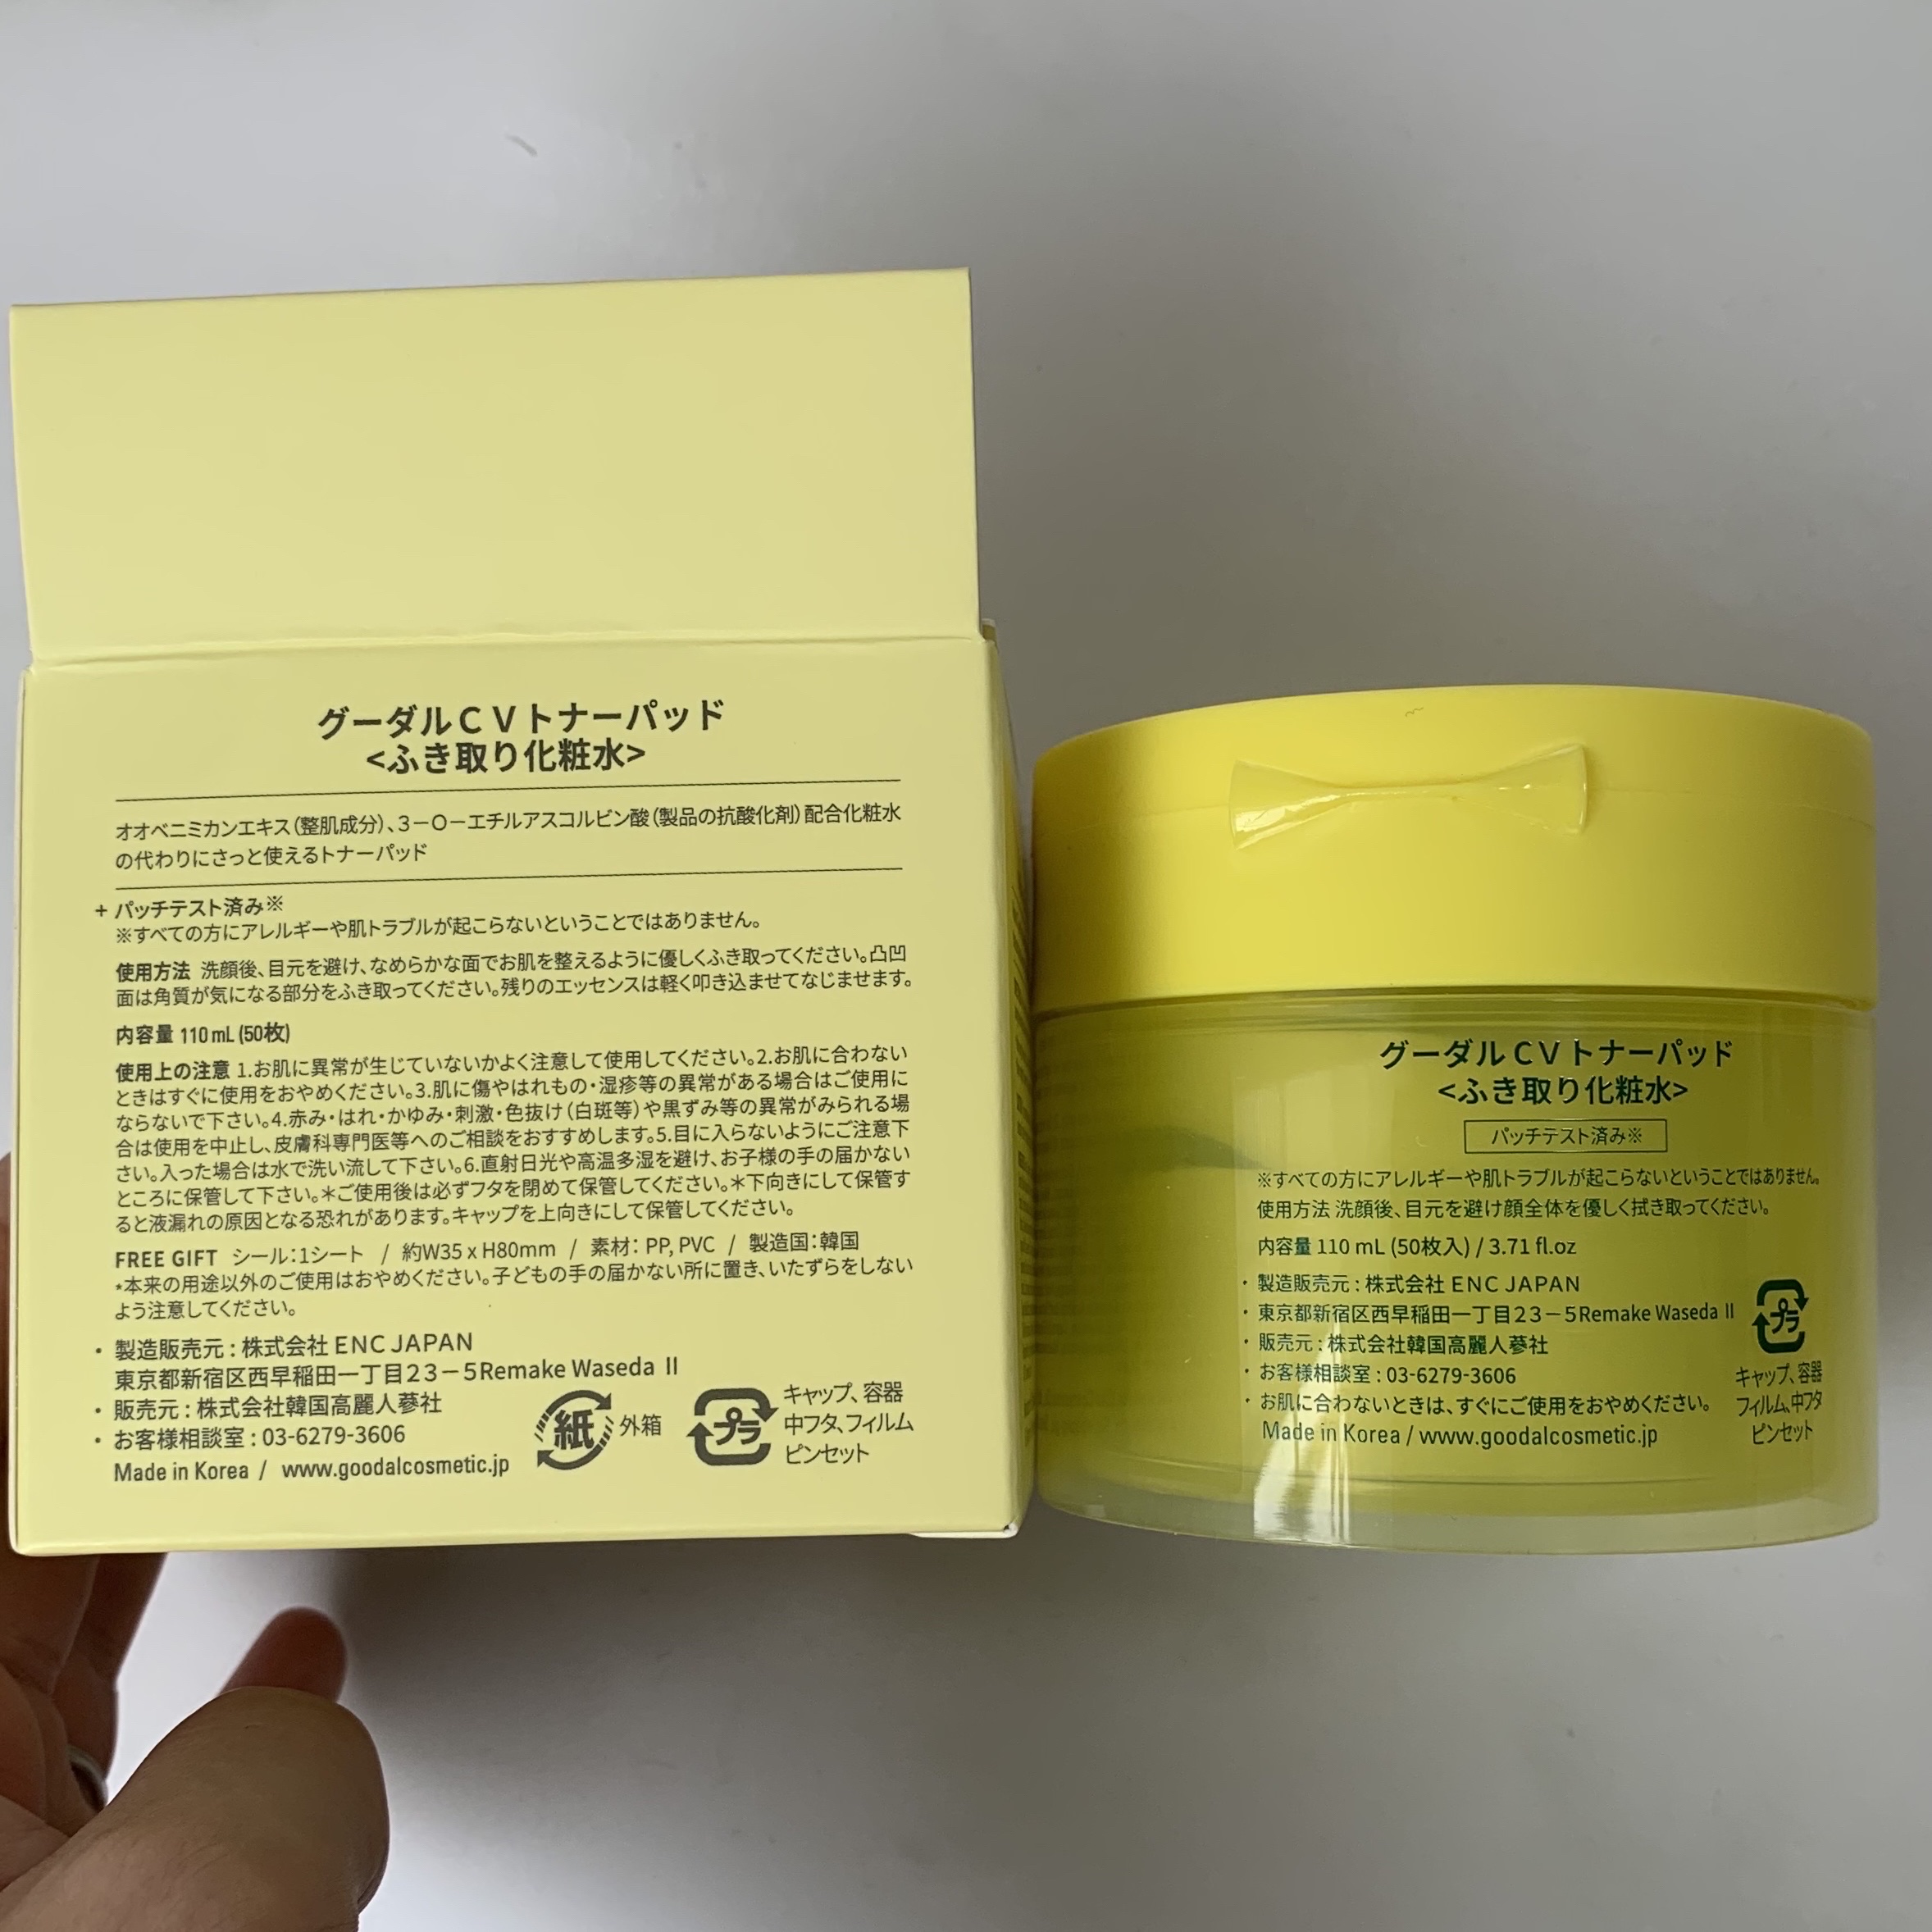 グーダルCVトナーパッド
<ふき取り化粧水>
オオベニミカンエキス(整肌成分)、3-O-エチルアスコルビン酸(製品の抗酸化剤)配合化粧水
の代わりにさっと使えるトナーパッド
+ パッチテスト済み※
※すべての方にアレルギーや肌トラブルが起こらないということではありません。
使用方法 洗顔後、目元を避け、なめらかな面でお肌を整えるように優しくふき取ってください。凸凹
面は角質が気になる部分をふき取ってください。残りのエッセンスは軽く叩き込ませてなじませます。
内容量 110mL (50枚)
使用上の注意 1.お肌に異常が生じていないかよく注意して使用してください。2.お肌に合わない
ときはすぐに使用をおやめください。3.肌に傷やはれもの・湿疹等の異常がある場合はご使用に
ならないで下さい。4.赤み・はれ・かゆみ・刺激・色抜け(白斑等)や黒ずみ等の異常がみられる場
合は使用を中止し、皮膚科専門医等へのご相談をおすすめします。5.目に入らないようにご注意下
さい。入った場合は水で洗い流して下さい。6.直射日光や高温多湿を避け、お子様の手の届かない
ところに保管して下さい。＊ご使用後は必ずフタを閉めて保管してください。＊下向きにして保管す
ると液漏れの原因となる恐れがあります。キャップを上向きにして保管してください。
FREE GIFT シール:1シート / 約W35 x H80mm / 素材: PP, PVC / 製造国:韓国
*本来の用途以外のご使用はおやめください。子どもの手の届かない所に置き、いたずらをしない
よう注意してください。
・製造販売元 : 株式会社 ENC JAPAN
東京都新宿区西早稲田一丁目23-5Remake Waseda II
・販売元 : 株式会社韓国高麗人蔘社
・お客様相談室 : 03-6279-3606
Made in Korea / www.goodalcosmetic.jp
紙 外箱
プラ キャップ、容器
中フタ、フィルム
ピンセット
グーダルCVトナーパッド
<ふき取り化粧水>
パッチテスト済み※
※すべての方にアレルギーや肌トラブルが起こらないということではありません。
使用方法 洗顔後、目元を避け顔全体を優しく拭き取ってください。
内容量 110 mL (50枚入) / 3.71 fl.oz
・製造販売元 : 株式会社 ENC JAPAN
・東京都新宿区西早稲田一丁目23-5Remake Waseda II
・販売元 : 株式会社韓国高麗人蔘社
・お客様相談室 : 03-6279-3606
・お肌に合わないときは、すぐにご使用をおやめください。
Made in Korea / www.goodalcosmetic.jp
プラ
キャップ、容器
フィルム、中フタ
ピンセット